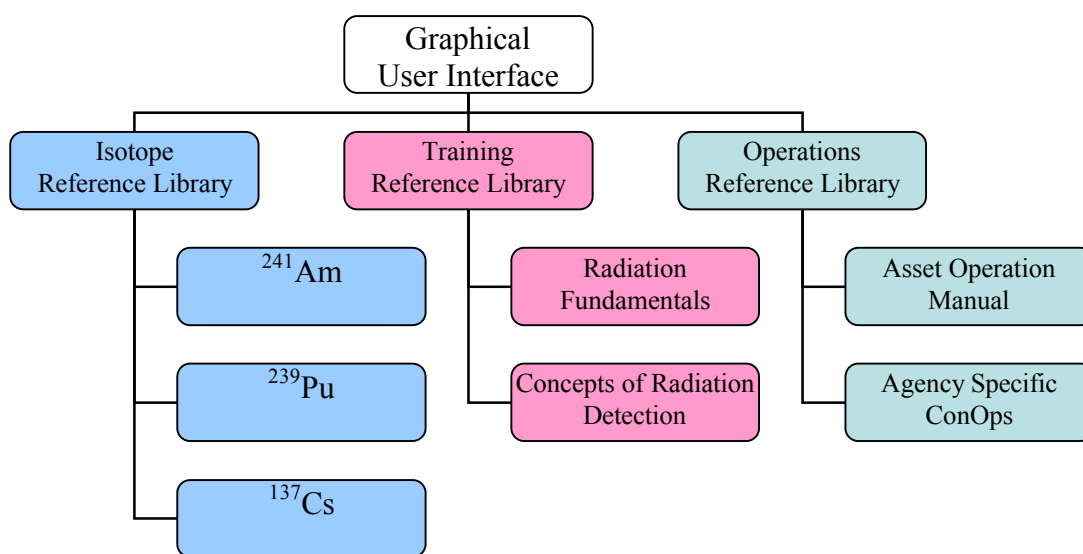 Graphical
User Interface
Isotope
Reference Library
Training
Reference Library
Operations
Reference Library
²⁴¹Am
²³⁹Pu
¹³⁷Cs
Radiation
Fundamentals
Concepts of Radiation
Detection
Asset Operation
Manual
Agency Specific
ConOps